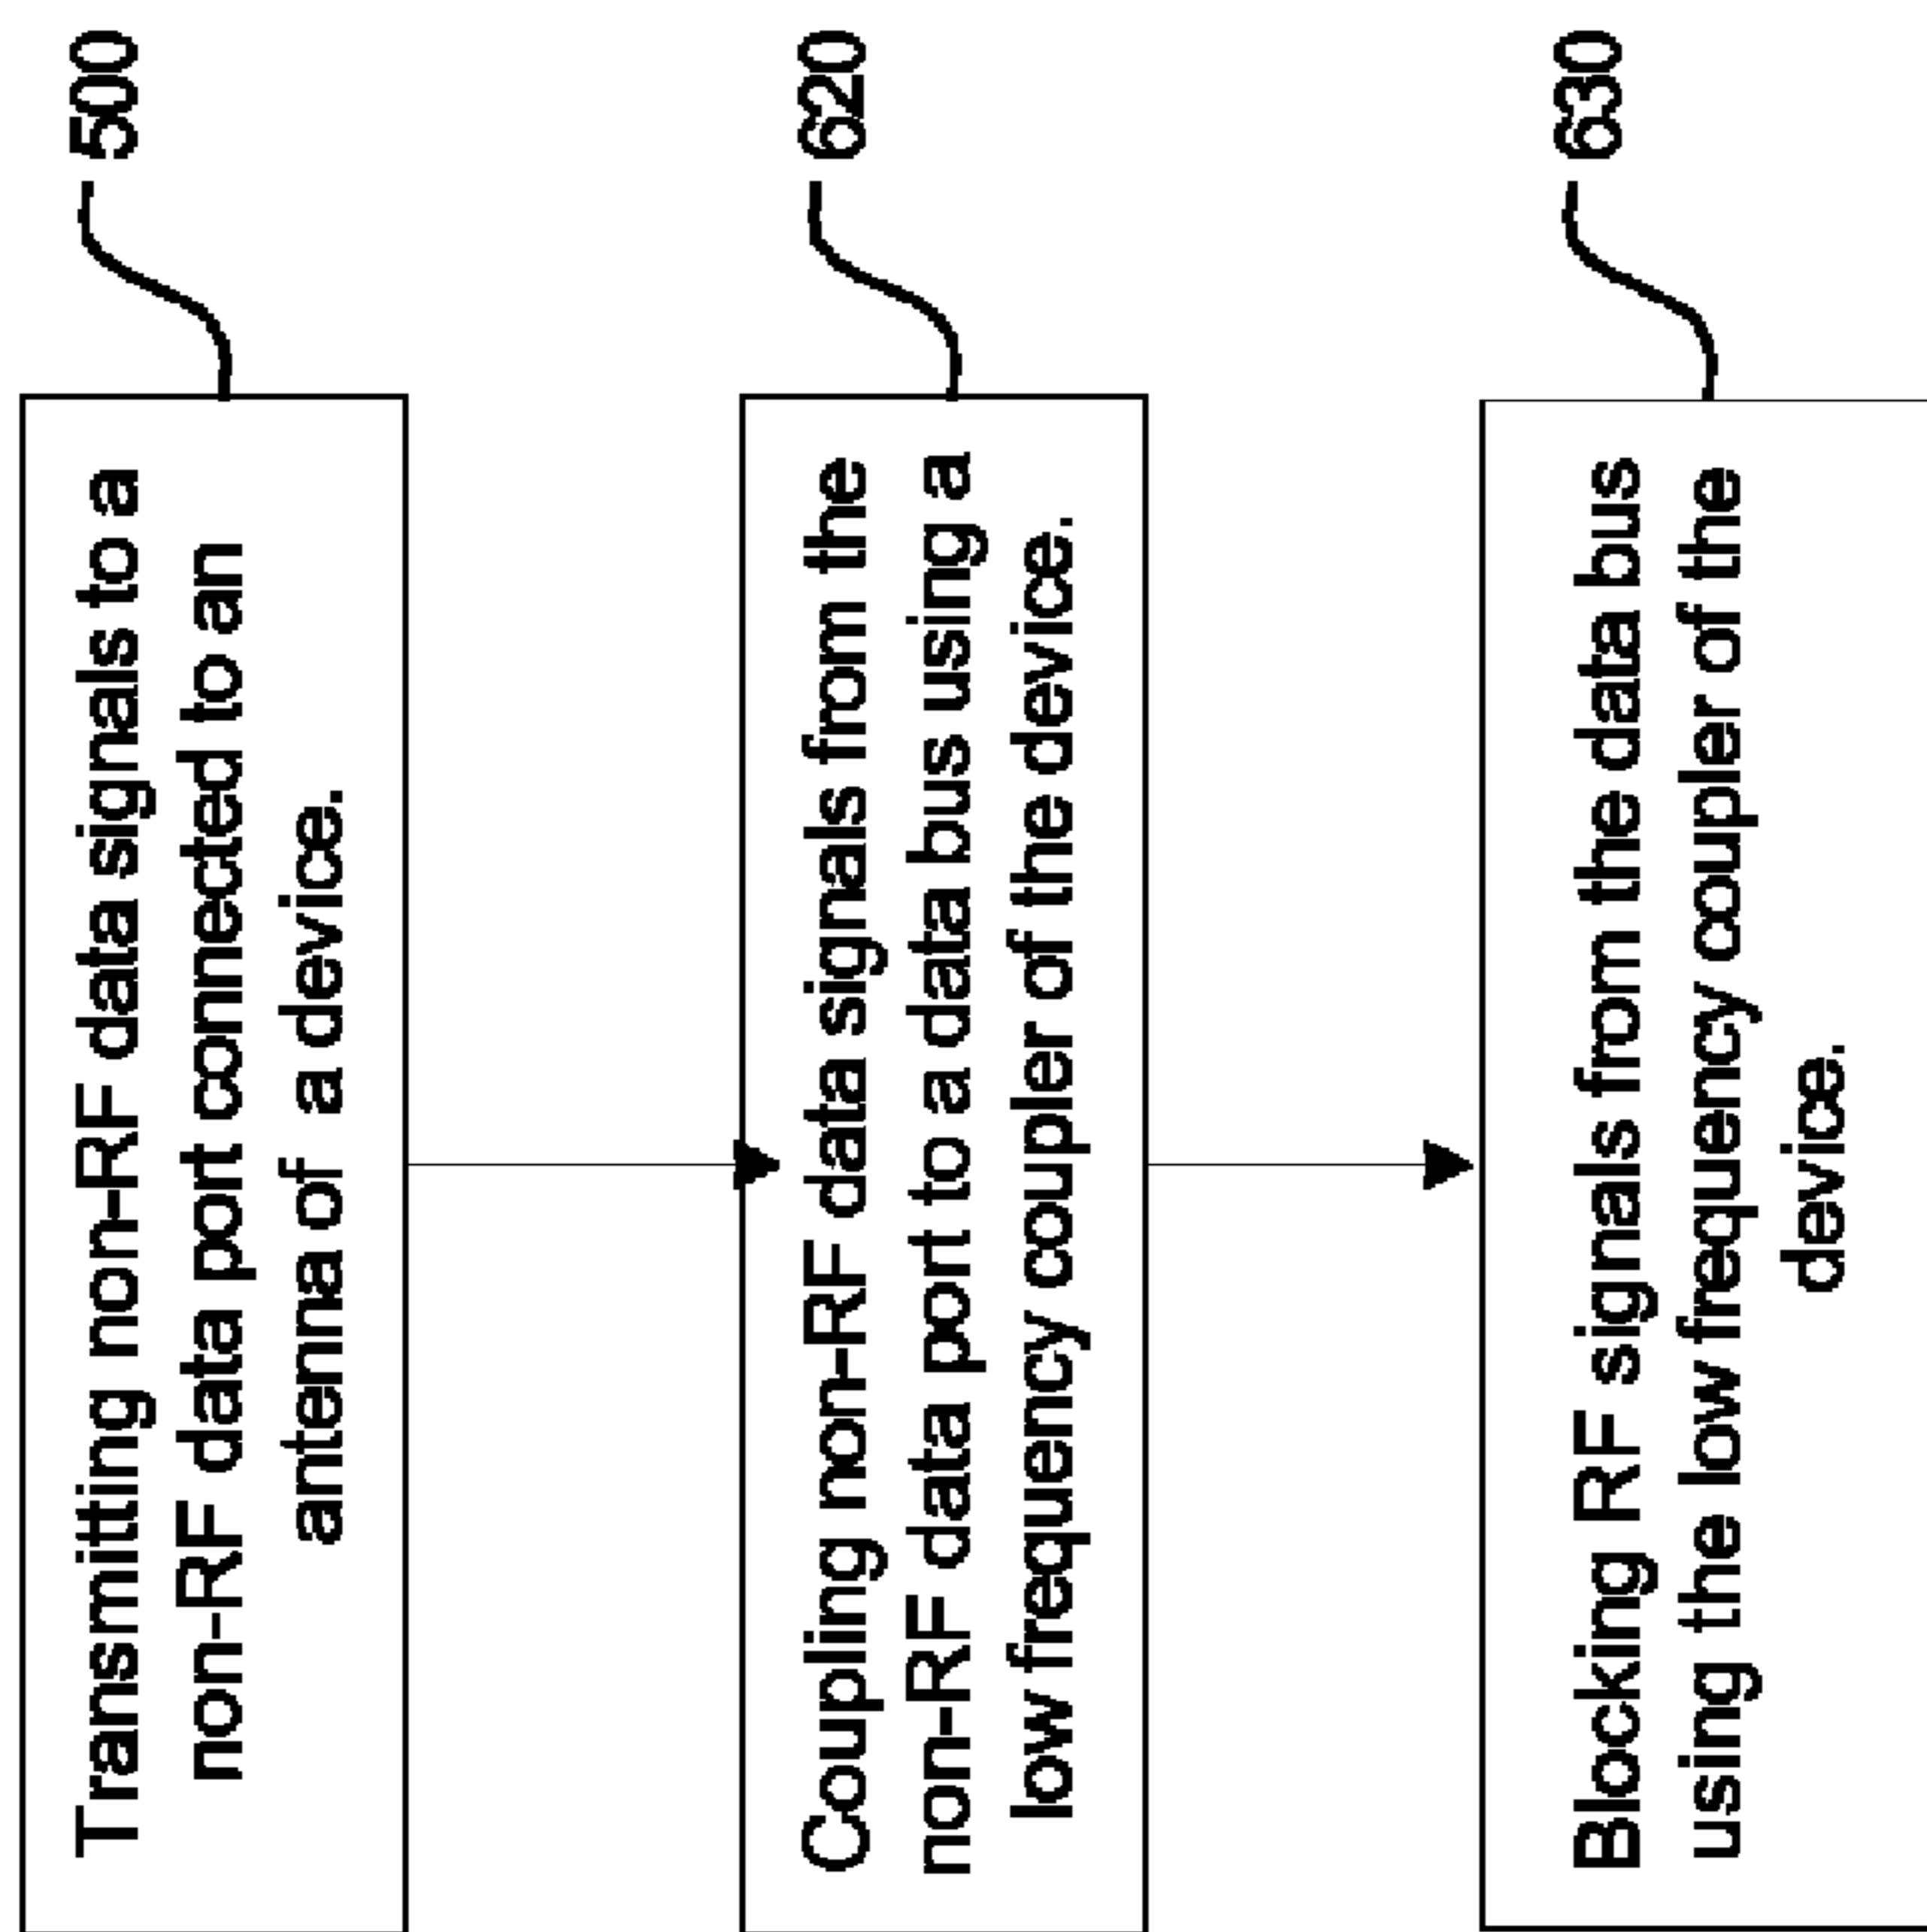 Transmitting non-RF data signals to a
non-RF data port connected to an
antenna of a device.
500
Coupling non-RF data signals from the
non-RF data port to a data bus using a
low frequency coupler of the device.
620
Blocking RF signals from the data bus
using the low frequency coupler of the
device.
630